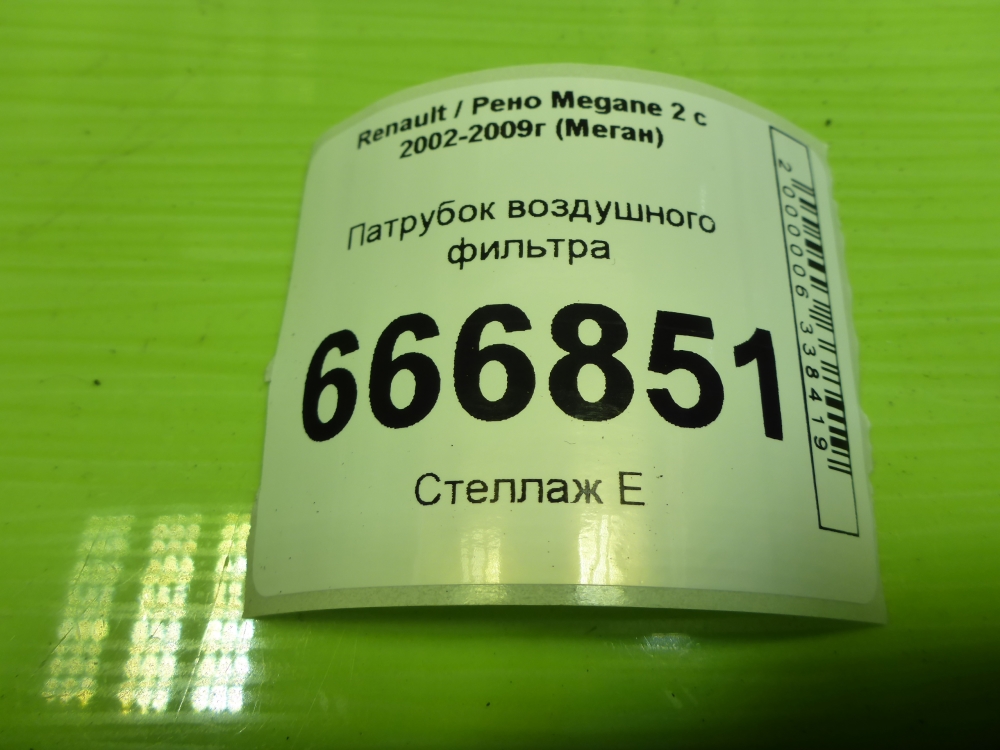 Renault / Рено Megane 2 с
2002-2009г (Меган)
Патрубок воздушного
фильтра
666851
Стеллаж Е
2000006338419